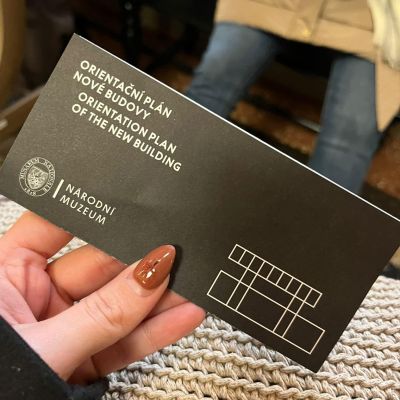 ORIENTAČNÍ PLÁN
NOVÉ BUDOVY
ORIENTATION PLAN
OF THE NEW BUILDING
NÁRODNÍ
MUZEUM